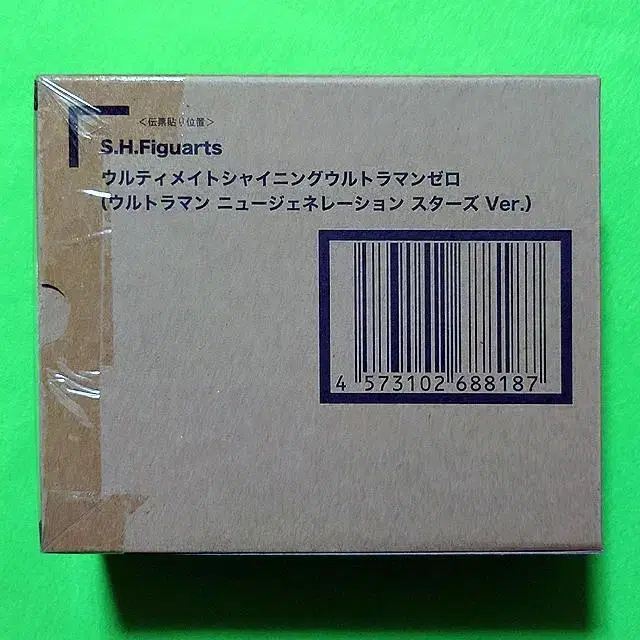 ＜伝票貼り位置＞
S.H.Figuarts
ウルティメイトシャイニングウルトラマンゼロ
(ウルトラマン ニュージェネレーション スターズ Ver.)
4 573102 688187